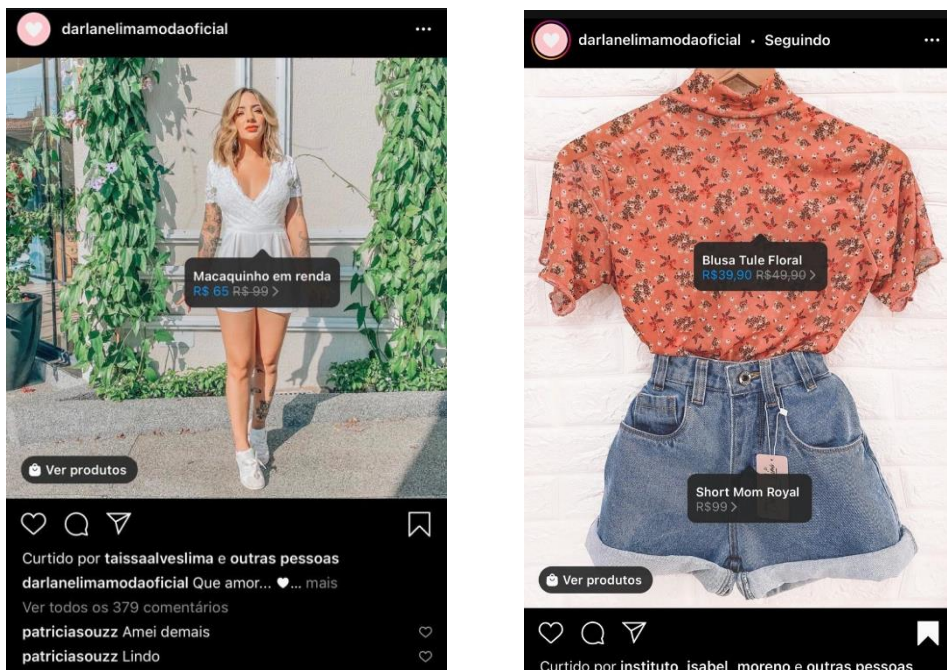 darlanelimamodaoficial
Macaquinho em renda
R$ 65 R$ 99 >
Ver produtos
Curtido por taissaalveslima e outras pessoas
darlanelimamodaoficial Que amor... 🤍... mais
Ver todos os 379 comentários
patriciasouzz Amei demais
patriciasouzz Lindo
darlanelimamodaoficial • Seguindo
Blusa Tule Floral
R$39,90 R$49,90 >
Short Mom Royal
R$99 >
Ver produtos
Curtido por instituto_isabel_moreno e outras pessoas